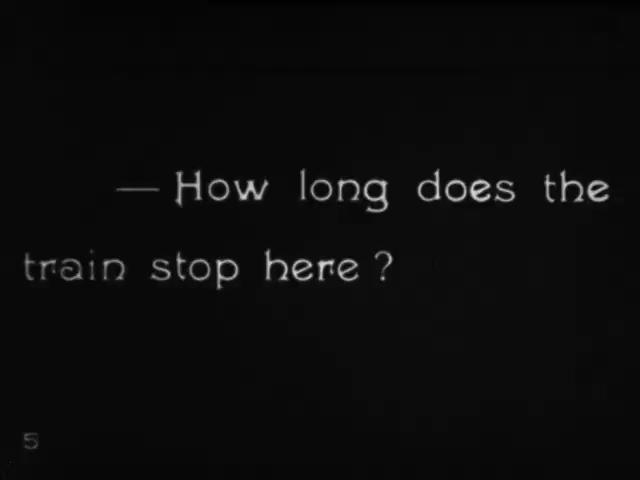 — How long does the
train stop here ?
5